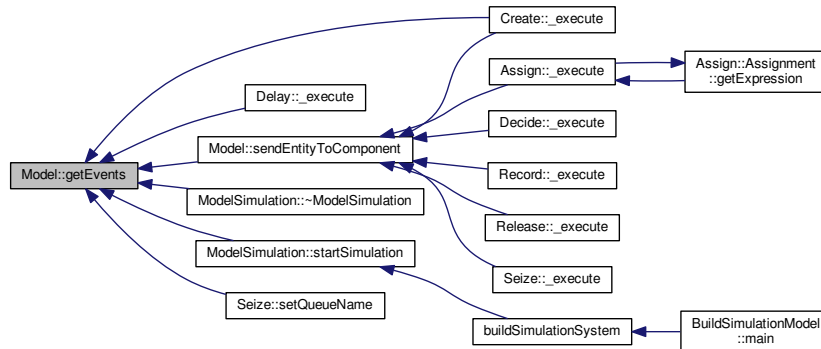 Create::_execute
Assign::_execute
Assign::Assignment
::getExpression
Delay::_execute
Decide::_execute
Model::sendEntityToComponent
Model::getEvents
Record::_execute
ModelSimulation::~ModelSimulation
Release::_execute
ModelSimulation::startSimulation
Seize::_execute
Seize::setQueueName
buildSimulationSystem
BuildSimulationModel
::main